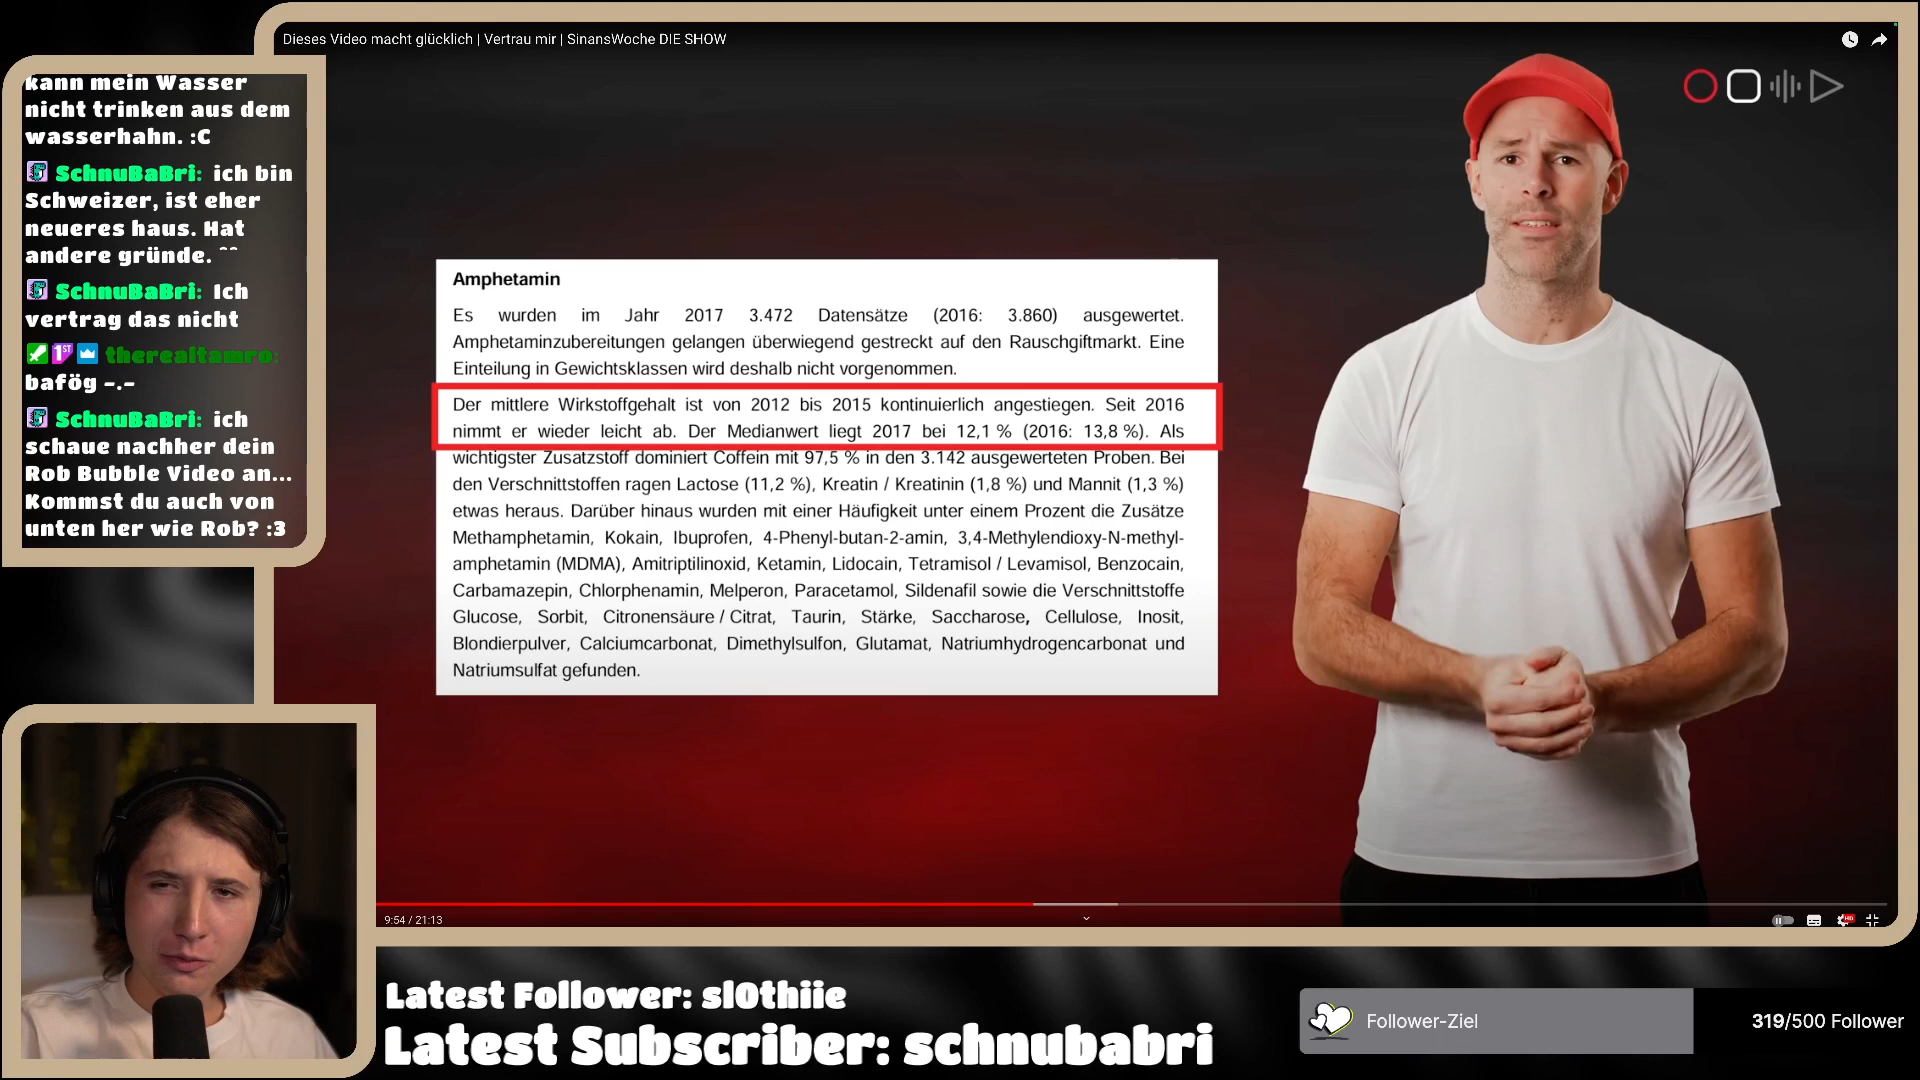 Dieses Video macht glücklich | Vertrau mir | SinansWoche DIE SHOW
kann mein Wasser
nicht trinken aus dem
wasserhahn. :C
SchnuBaBri: ich bin
Schweizer, ist eher
neueres haus. Hat
andere gründe. ^^
SchnuBaBri: Ich
vertrag das nicht
1ST therealtamro:
bafög -.-
SchnuBaBri: ich
schaue nachher dein
Rob Bubble Video an...
Kommst du auch von
unten her wie Rob? :3
Amphetamin
Es wurden im Jahr 2017 3.472 Datensätze (2016: 3.860) ausgewertet.
Amphetaminzubereitungen gelangen überwiegend gestreckt auf den Rauschgiftmarkt. Eine
Einteilung in Gewichtsklassen wird deshalb nicht vorgenommen.
Der mittlere Wirkstoffgehalt ist von 2012 bis 2015 kontinuierlich angestiegen. Seit 2016
nimmt er wieder leicht ab. Der Medianwert liegt 2017 bei 12,1 % (2016: 13,8 %). Als
wichtigster Zusatzstoff dominiert Coffein mit 97,5 % in den 3.142 ausgewerteten Proben. Bei
den Verschnittstoffen ragen Lactose (11,2 %), Kreatin / Kreatinin (1,8 %) und Mannit (1,3 %)
etwas heraus. Darüber hinaus wurden mit einer Häufigkeit unter einem Prozent die Zusätze
Methamphetamin, Kokain, Ibuprofen, 4-Phenyl-butan-2-amin, 3,4-Methylendioxy-N-methyl-
amphetamin (MDMA), Amitriptilinoxid, Ketamin, Lidocain, Tetramisol / Levamisol, Benzocain,
Carbamazepin, Chlorphenamin, Melperon, Paracetamol, Sildenafil sowie die Verschnittstoffe
Glucose, Sorbit, Citronensäure / Citrat, Taurin, Stärke, Saccharose, Cellulose, Inosit,
Blondierpulver, Calciumcarbonat, Dimethylsulfon, Glutamat, Natriumhydrogencarbonat und
Natriumsulfat gefunden.
9:54 / 21:13
HD
Latest Follower: sl0thiie
Latest Subscriber: schnubabri
Follower-Ziel
319/500 Follower